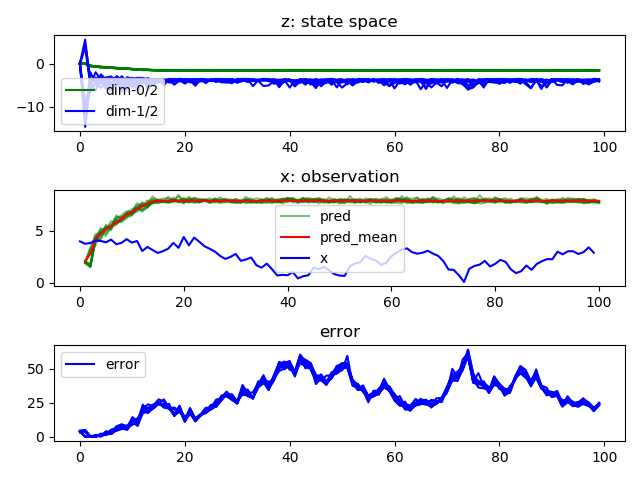 z: state space
0
−10
dim-0/2
dim-1/2
0 20 40 60 80 100
x: observation
5
0
pred
pred_mean
x
0 20 40 60 80 100
error
50
25
0
error
0 20 40 60 80 100